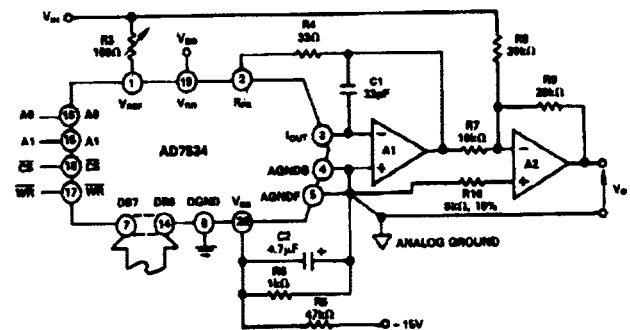 VIN
R3
100Ω
VDD
R4
33Ω
R8
20kΩ
1
19
2
VREF
VDD
RFB
C1
33pF
R9
20kΩ
A0
15
A0
A1
16
A1
CS
18
CS
WR
17
WR
AD7534
IOUT
3
AGNDS
4
AGNDF
5
−
+
A1
R7
10kΩ
−
+
A2
R10
5kΩ, 10%
VO
DB7
DB0
DGND
VSS
7
14
6
20
ANALOG GROUND
C2
4.7µF
+
R6
1kΩ
R5
47kΩ
- 15V